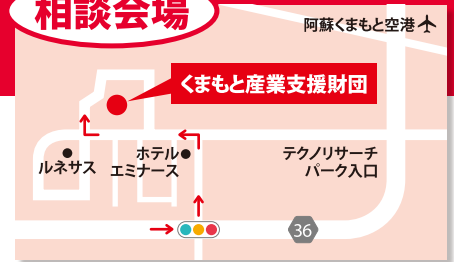 相談会場
阿蘇くまもと空港
くまもと産業支援財団
ルネサス
ホテル
エミナース
テクノリサーチ
パーク入口
36